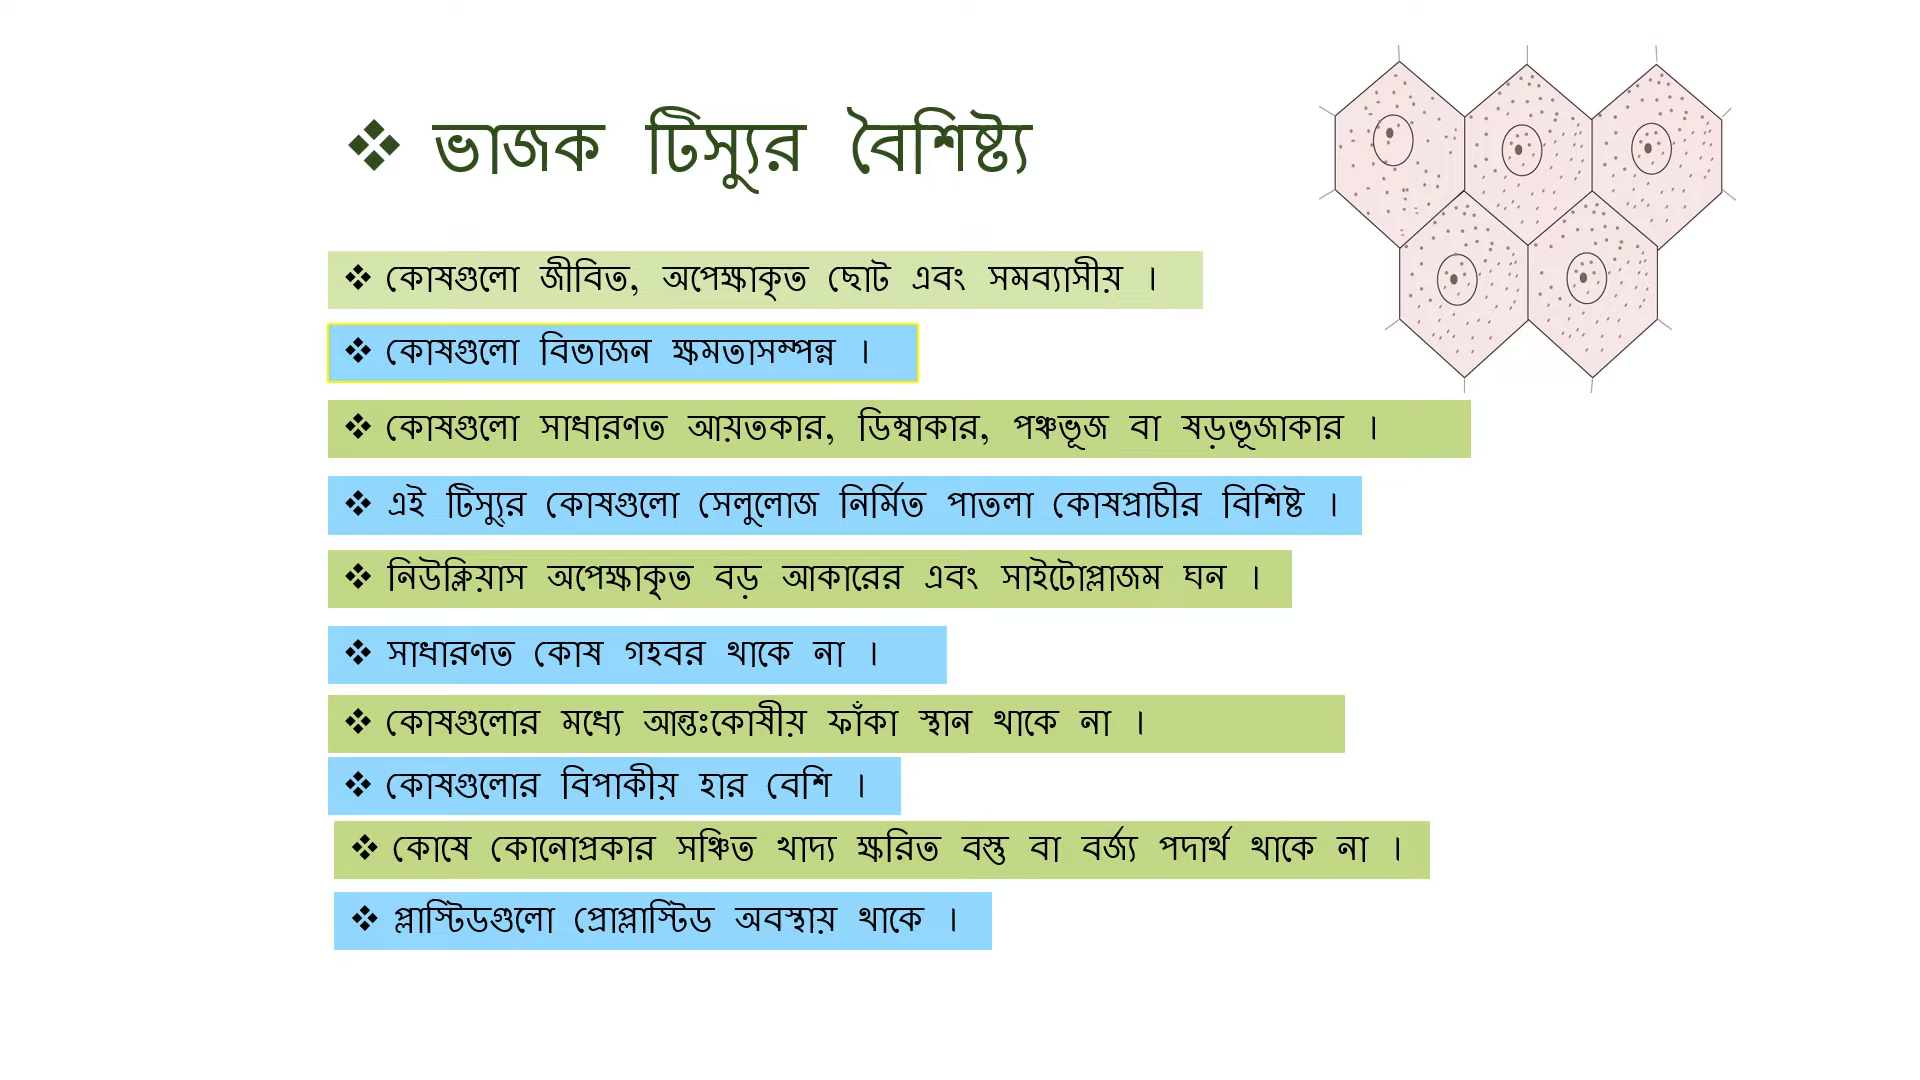 ❖ ভাজক টিস্যুর বৈশিষ্ট্য
❖ কোষগুলো জীবিত, অপেক্ষাকৃত ছোট এবং সমব্যাসীয় ।
❖ কোষগুলো বিভাজন ক্ষমতাসম্পন্ন ।
❖ কোষগুলো সাধারণত আয়তকার, ডিম্বাকার, পঞ্চভূজ বা ষড়ভূজাকার ।
❖ এই টিস্যুর কোষগুলো সেলুলোজ নির্মিত পাতলা কোষপ্রাচীর বিশিষ্ট ।
❖ নিউক্লিয়াস অপেক্ষাকৃত বড় আকারের এবং সাইটোপ্লাজম ঘন ।
❖ সাধারণত কোষ গহবর থাকে না ।
❖ কোষগুলোর মধ্যে আন্তঃকোষীয় ফাঁকা স্থান থাকে না ।
❖ কোষগুলোর বিপাকীয় হার বেশি ।
❖ কোষে কোনোপ্রকার সঞ্চিত খাদ্য ক্ষরিত বস্তু বা বর্জ্য পদার্থ থাকে না ।
❖ প্লাস্টিডগুলো প্রোপ্লাস্টিড অবস্থায় থাকে ।